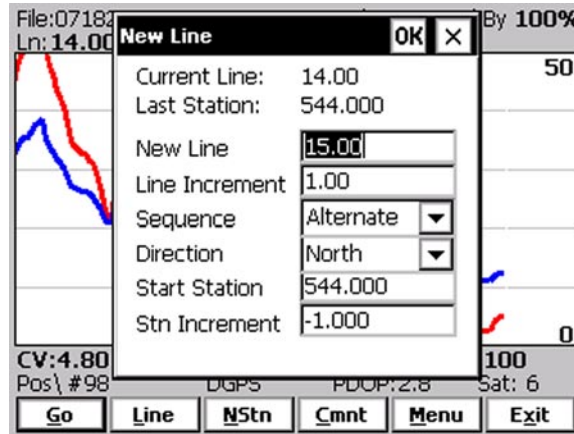 File:0718 By 100%
Ln:14.00
New Line OK ×
50
Current Line: 14.00
Last Station: 544.000
New Line 15.00
Line Increment 1.00
Sequence Alternate
Direction North
Start Station 544.000
Stn Increment -1.000
0
CV:4.80 100
Pos\ #98 DGPS PDOP:2.8 Sat: 6
Go Line NStn Cmnt Menu Exit